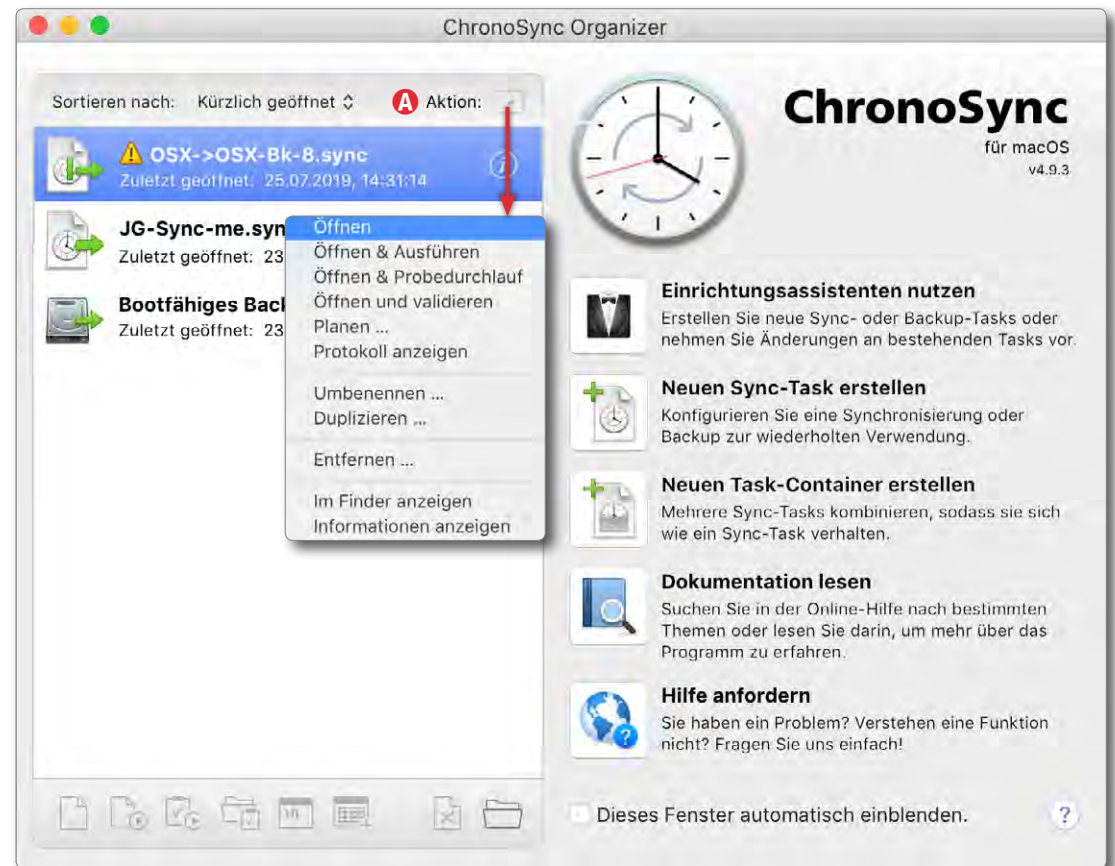 ChronoSync Organizer
Sortieren nach: Kürzlich geöffnet
A Aktion:
OSX->OSX-Bk-8.sync
Zuletzt geöffnet: 25.07.2019, 14:31:14
JG-Sync-me.syn
Zuletzt geöffnet: 23
Bootfähiges Back
Zuletzt geöffnet: 23
Öffnen
Öffnen & Ausführen
Öffnen & Probedurchlauf
Öffnen und validieren
Planen ...
Protokoll anzeigen
Umbenennen ...
Duplizieren ...
Entfernen ...
Im Finder anzeigen
Informationen anzeigen
ChronoSync
für macOS
v4.9.3
Einrichtungsassistenten nutzen
Erstellen Sie neue Sync- oder Backup-Tasks oder
nehmen Sie Änderungen an bestehenden Tasks vor.
Neuen Sync-Task erstellen
Konfigurieren Sie eine Synchronisierung oder
Backup zur wiederholten Verwendung.
Neuen Task-Container erstellen
Mehrere Sync-Tasks kombinieren, sodass sie sich
wie ein Sync-Task verhalten.
Dokumentation lesen
Suchen Sie in der Online-Hilfe nach bestimmten
Themen oder lesen Sie darin, um mehr über das
Programm zu erfahren.
Hilfe anfordern
Sie haben ein Problem? Verstehen eine Funktion
nicht? Fragen Sie uns einfach!
Dieses Fenster automatisch einblenden.
?